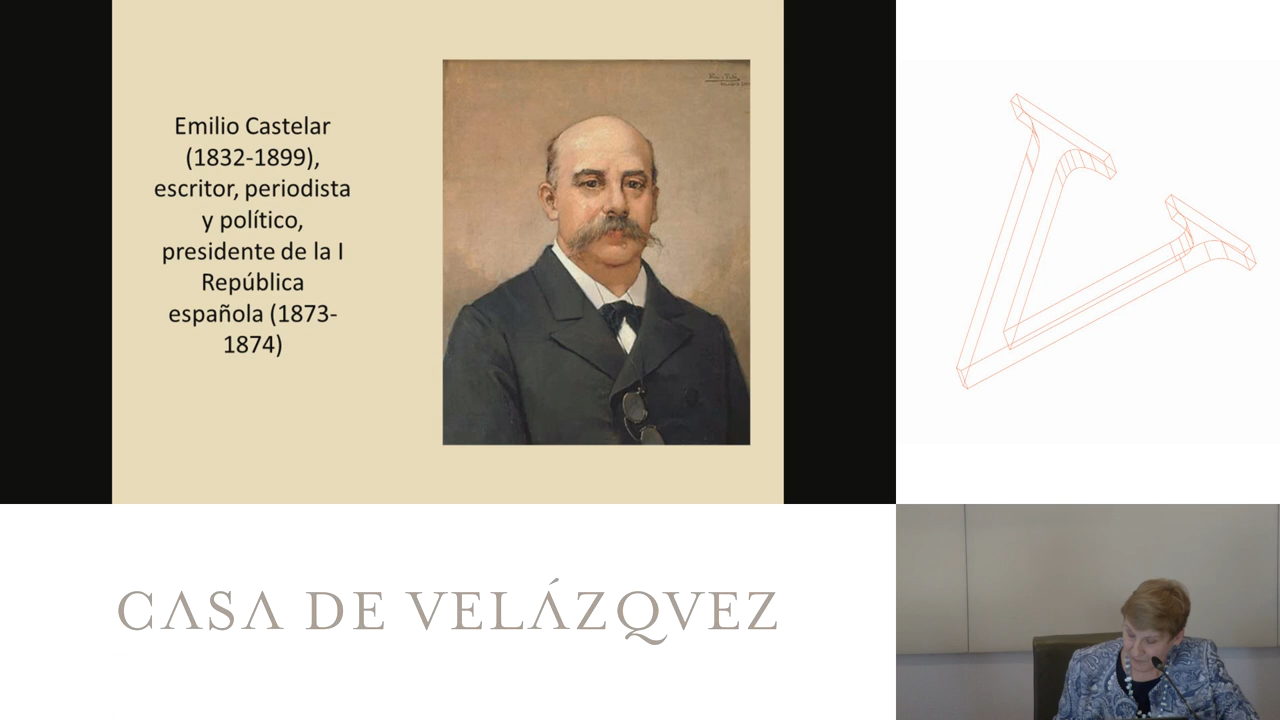 Emilio Castelar
(1832-1899),
escritor, periodista
y político,
presidente de la I
República
española (1873-
1874)
CASA DE VELÁZQVEZ